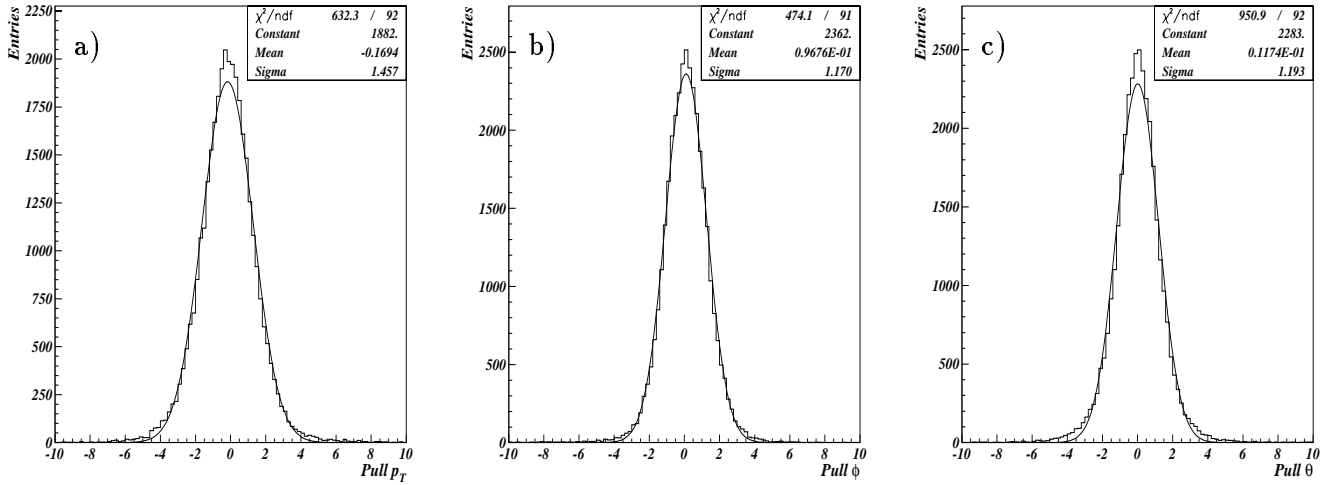 a)
χ²/ndf 632.3 / 92
Constant 1882.
Mean -0.1694
Sigma 1.457
Entries
2250
2000
1750
1500
1250
1000
750
500
250
0
-10 -8 -6 -4 -2 0 2 4 6 8 10
Pull p_T
b)
χ²/ndf 474.1 / 91
Constant 2362.
Mean 0.9676E-01
Sigma 1.170
Entries
2500
2000
1500
1000
500
0
-10 -8 -6 -4 -2 0 2 4 6 8 10
Pull ϕ
c)
χ²/ndf 950.9 / 92
Constant 2283.
Mean 0.1174E-01
Sigma 1.193
Entries
2500
2000
1500
1000
500
0
-10 -8 -6 -4 -2 0 2 4 6 8 10
Pull θ